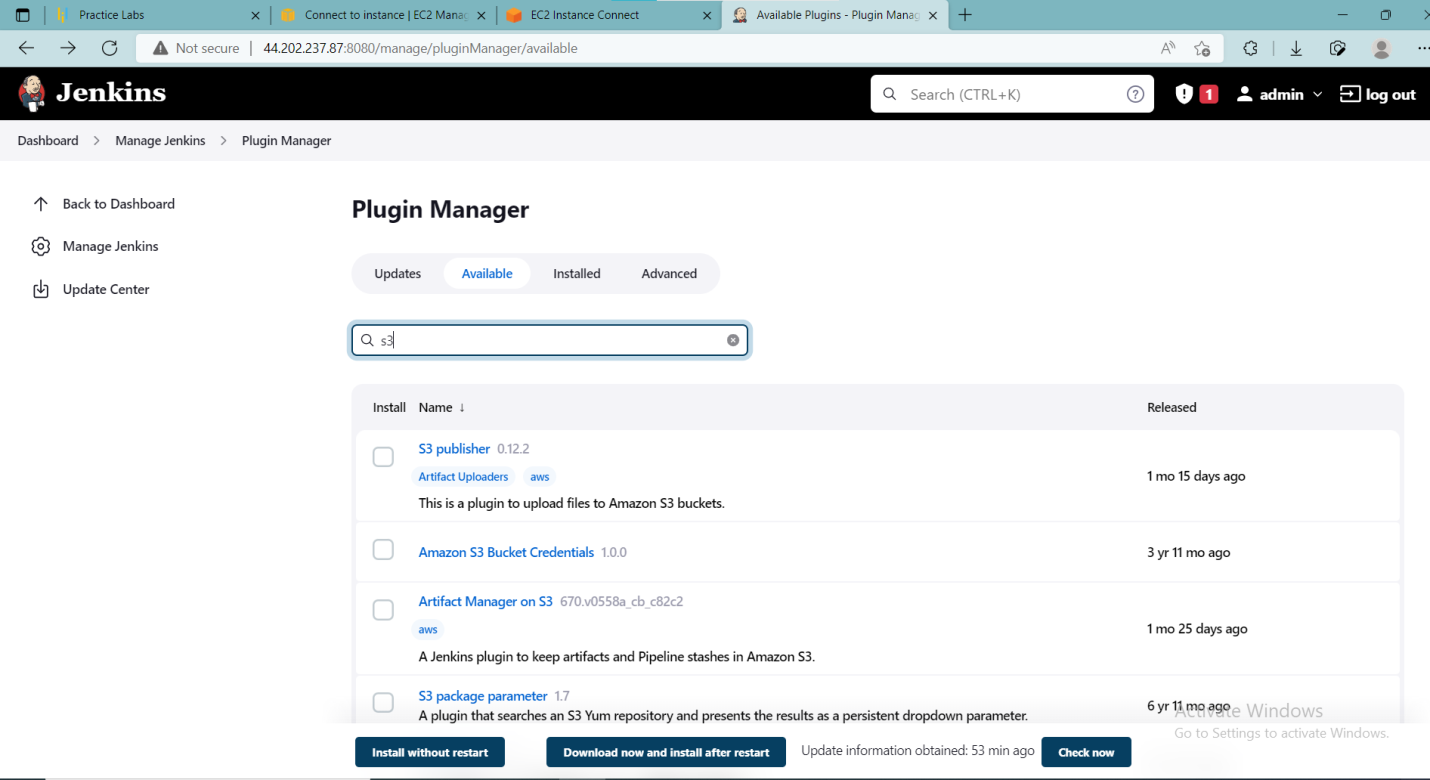 Practice Labs
Connect to instance | EC2 Manag
EC2 Instance Connect
Available Plugins - Plugin Manag
Not secure | 44.202.237.87:8080/manage/pluginManager/available
Jenkins
Search (CTRL+K)
1
admin
log out
Dashboard > Manage Jenkins > Plugin Manager
Back to Dashboard
Manage Jenkins
Update Center
Plugin Manager
Updates Available Installed Advanced
s3
Install Name ↓ Released
S3 publisher 0.12.2
Artifact Uploaders aws
This is a plugin to upload files to Amazon S3 buckets.
1 mo 15 days ago
Amazon S3 Bucket Credentials 1.0.0
3 yr 11 mo ago
Artifact Manager on S3 670.v0558a_cb_c82c2
aws
A Jenkins plugin to keep artifacts and Pipeline stashes in Amazon S3.
1 mo 25 days ago
S3 package parameter 1.7
A plugin that searches an S3 Yum repository and presents the results as a persistent dropdown parameter.
6 yr 11 mo ago
Activate Windows
Go to Settings to activate Windows.
Install without restart
Download now and install after restart
Update information obtained: 53 min ago
Check now